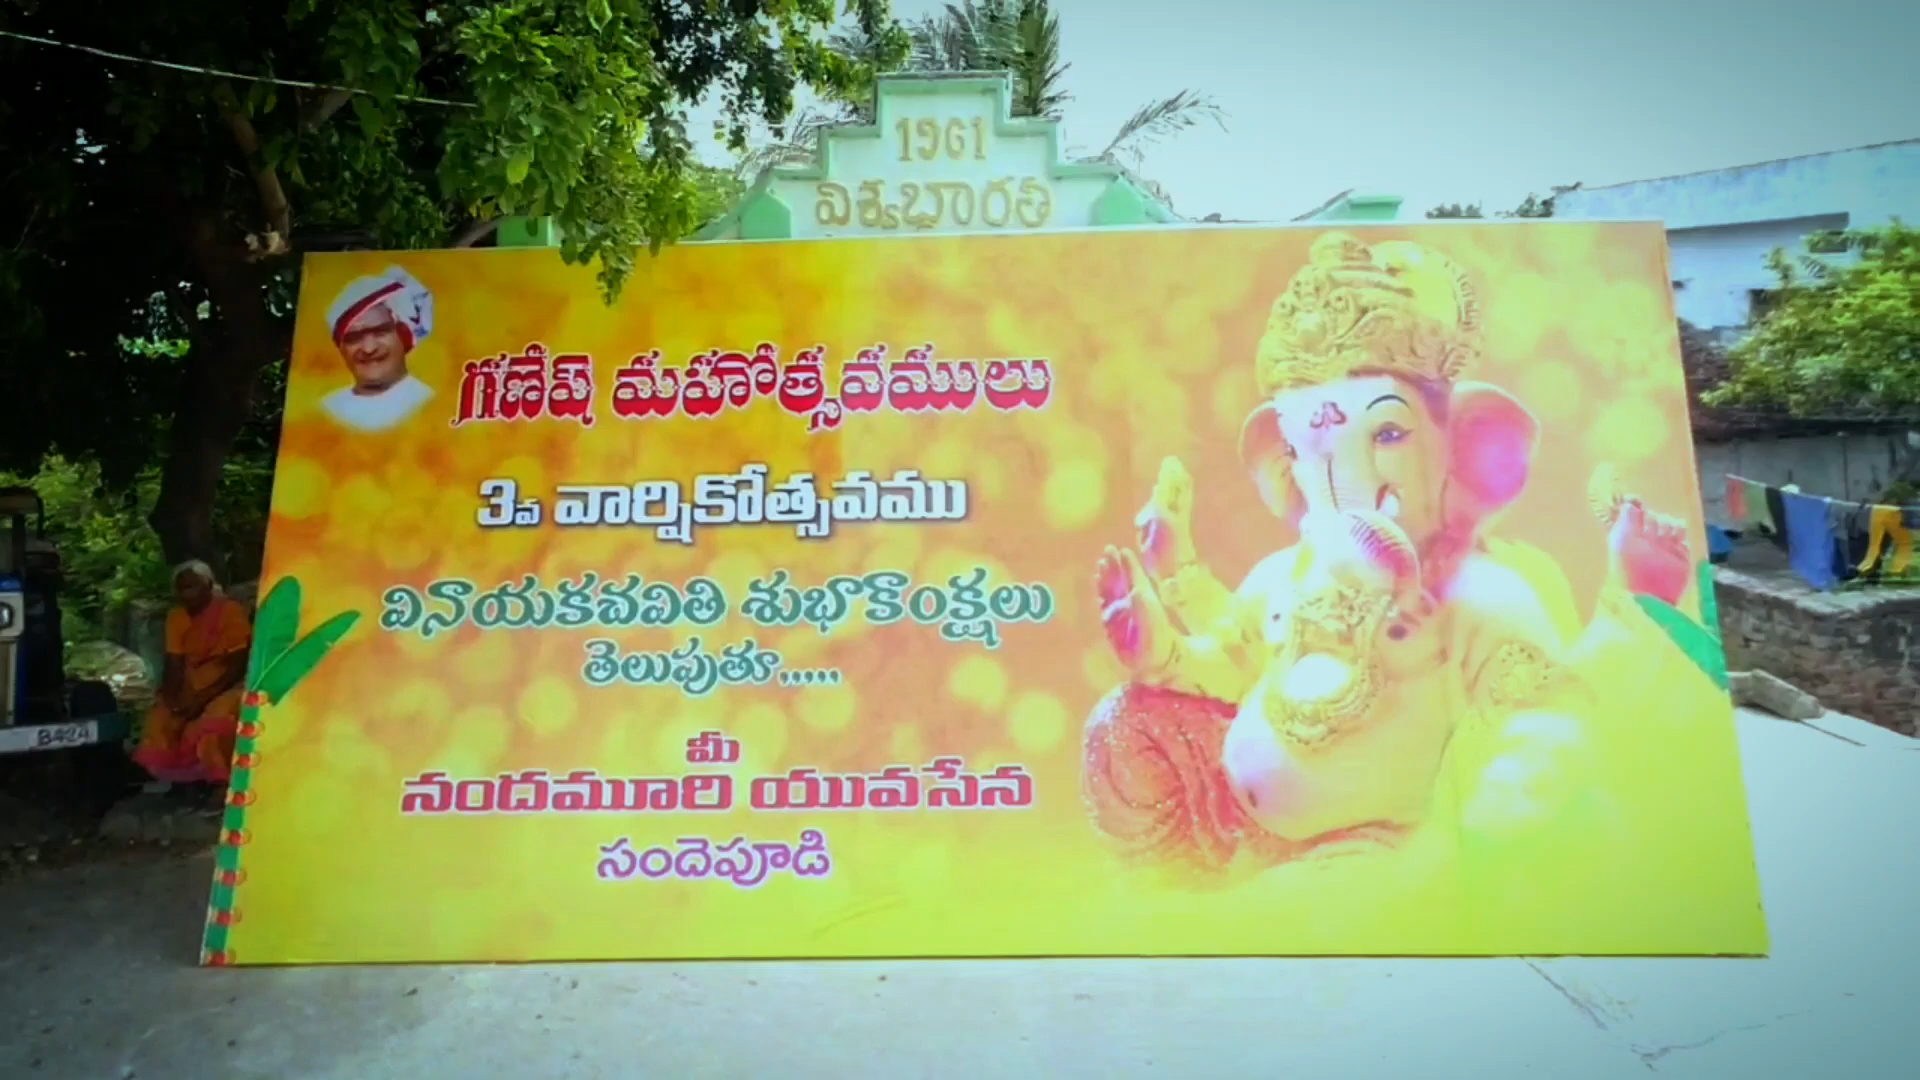 1961
విశ్వభారతి
గణేష్ మహోత్సవములు
3వ వార్షికోత్సవము
వినాయకచవితి శుభాకాంక్షలు
తెలుపుతూ.....
మీ
నందమూరి యువసేన
సందెపూడి